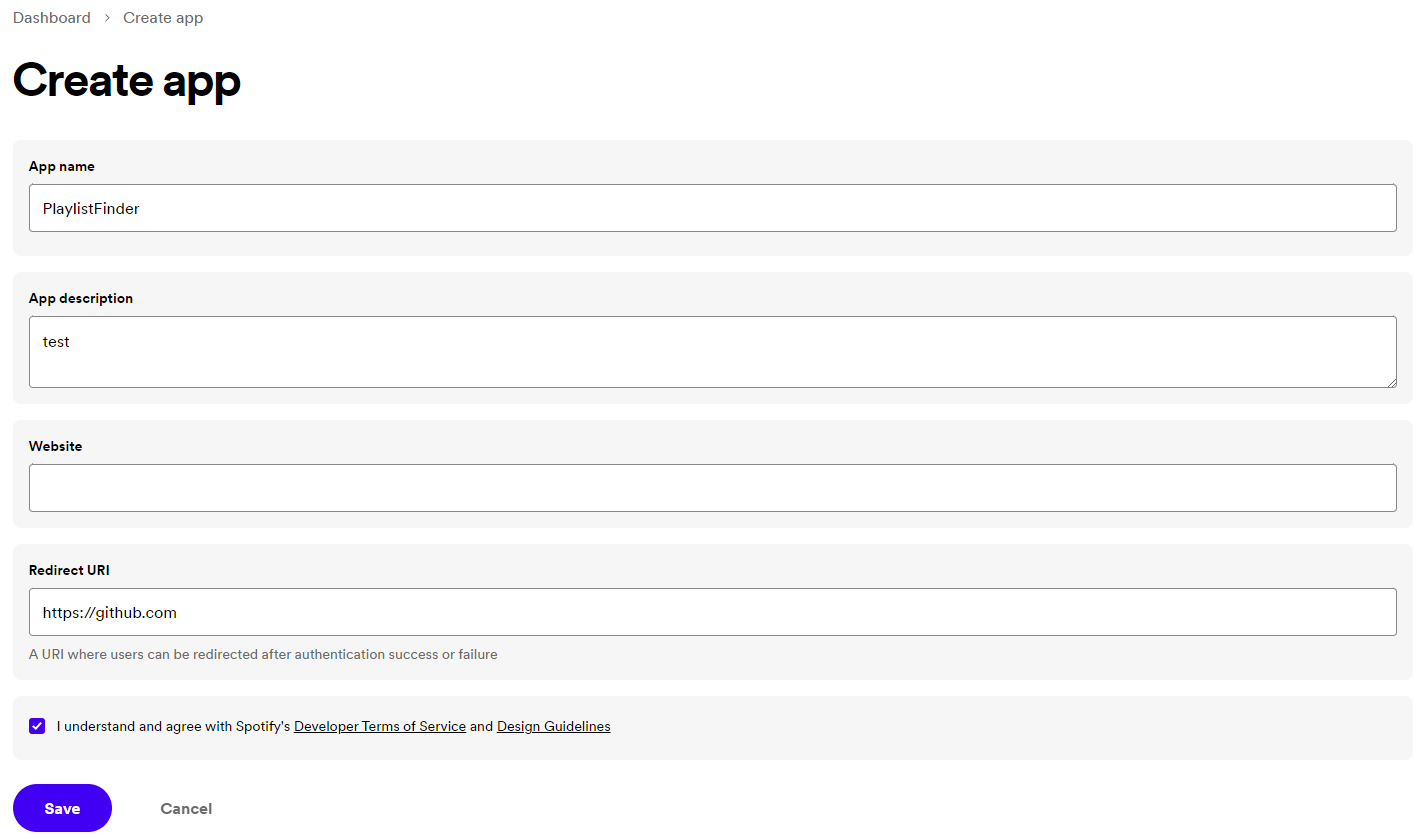 Dashboard > Create app
Create app
App name
PlaylistFinder
App description
test
Website
Redirect URI
https://github.com
A URI where users can be redirected after authentication success or failure
I understand and agree with Spotify's Developer Terms of Service and Design Guidelines
Save Cancel